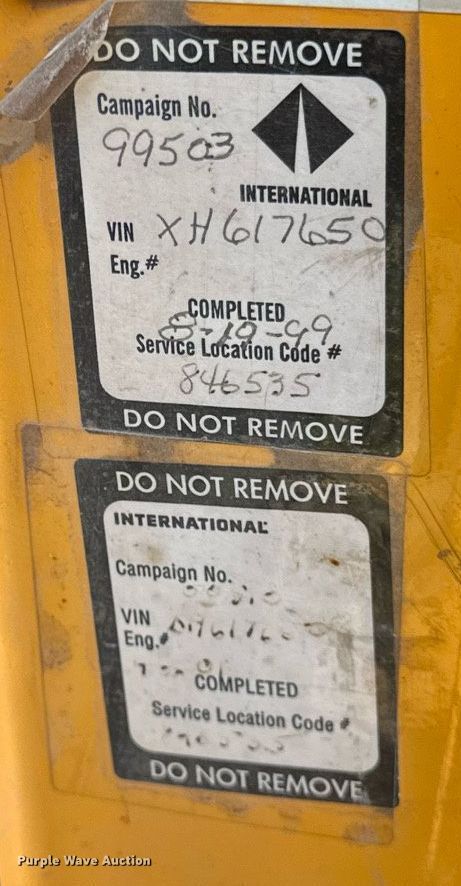 DO NOT REMOVE
Campaign No.
99503
INTERNATIONAL
VIN XH617650
Eng.#
COMPLETED
8-10-99
Service Location Code #
846535
DO NOT REMOVE
DO NOT REMOVE
INTERNATIONAL
Campaign No.
VIN
Eng.#
COMPLETED
Service Location Code #
DO NOT REMOVE
Purple Wave Auction